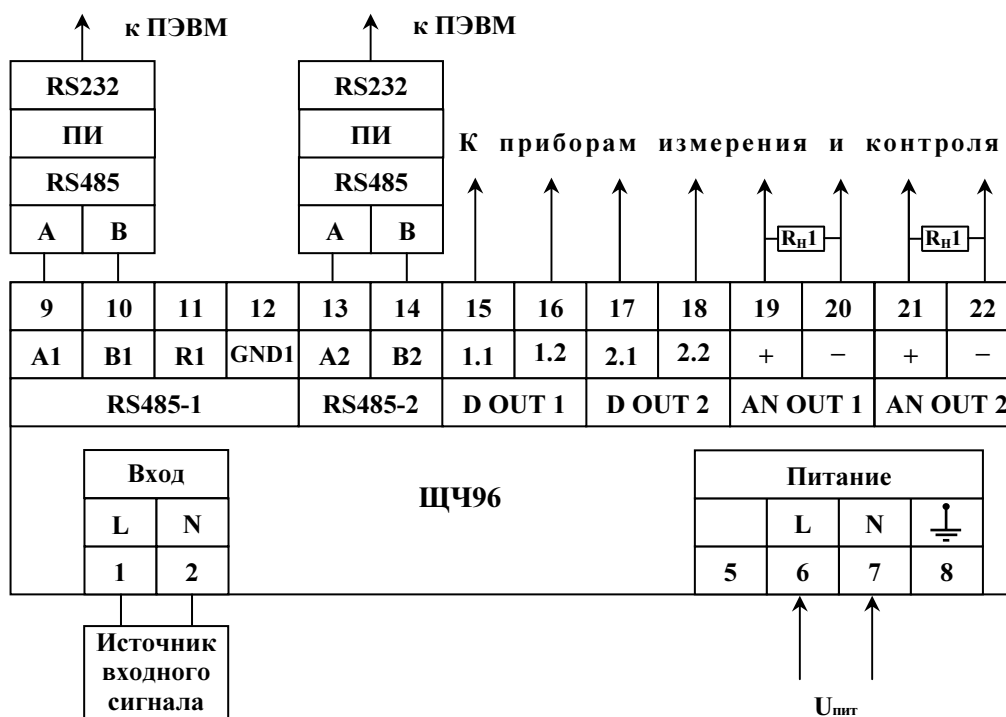 к ПЭВМ к ПЭВМ
RS232 RS232
ПИ ПИ
К приборам измерения и контроля
RS485 RS485
A B A B
Rн1 Rн1
9 10 11 12 13 14 15 16 17 18 19 20 21 22
A1 B1 R1 GND1 A2 B2 1.1 1.2 2.1 2.2 + − + −
RS485-1 RS485-2 D OUT 1 D OUT 2 AN OUT 1 AN OUT 2
Вход ЩЧ96 Питание
L N L N
1 2 5 6 7 8
Источник
входного
сигнала
Uпит